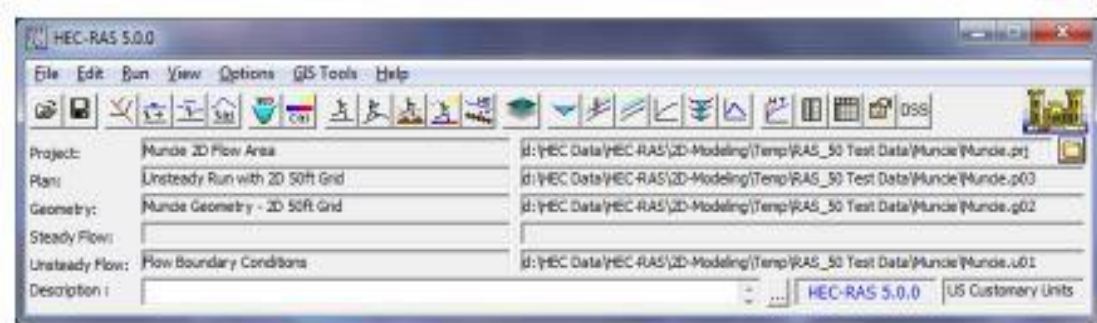 HEC-RAS 5.0.0
File Edit Run View Options GIS Tools Help
DSS
Project: Muncie 2D Flow Area d:\HEC Data\HEC-RAS\2D-Modeling\Temp\RAS_50 Test Data\Muncie\Muncie.prj
Plan: Unsteady Run with 2D 50ft Grid d:\HEC Data\HEC-RAS\2D-Modeling\Temp\RAS_50 Test Data\Muncie\Muncie.p03
Geometry: Muncie Geometry - 2D 50ft Grid d:\HEC Data\HEC-RAS\2D-Modeling\Temp\RAS_50 Test Data\Muncie\Muncie.g02
Steady Flow:
Unsteady Flow: Flow Boundary Conditions d:\HEC Data\HEC-RAS\2D-Modeling\Temp\RAS_50 Test Data\Muncie\Muncie.u01
Description : ... HEC-RAS 5.0.0 US Customary Units